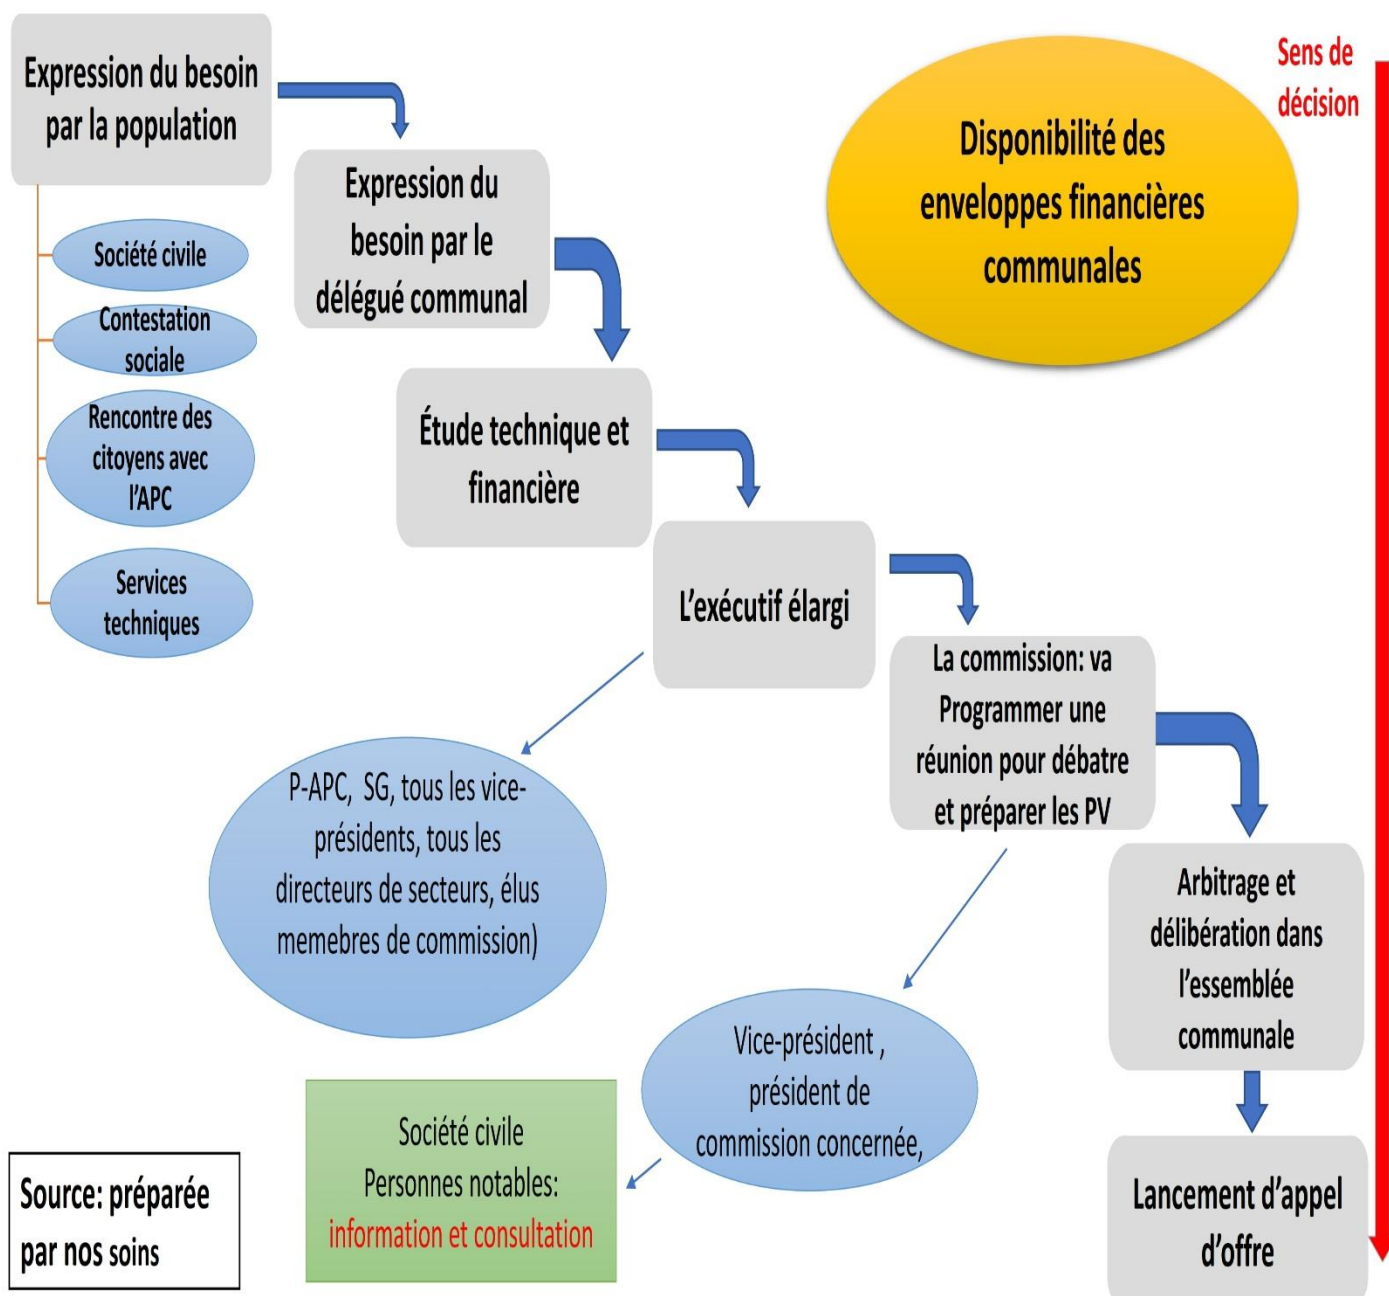 Expression du besoin
par la population
Société civile
Contestation
sociale
Rencontre des
citoyens avec
l'APC
Services
techniques
Expression du
besoin par le
délégué communal
Étude technique et
financière
L'exécutif élargi
P-APC, SG, tous les vice-
présidents, tous les
directeurs de secteurs, élus
memebres de commission)
La commission: va
Programmer une
réunion pour débatre
et préparer les PV
Vice-président ,
président de
commission concernée,
Société civile
Personnes notables:
information et consultation
Arbitrage et
délibération dans
l'essemblée
communale
Lancement d'appel
d'offre
Disponibilité des
enveloppes financières
communales
Sens de
décision
Source: préparée
par nos soins